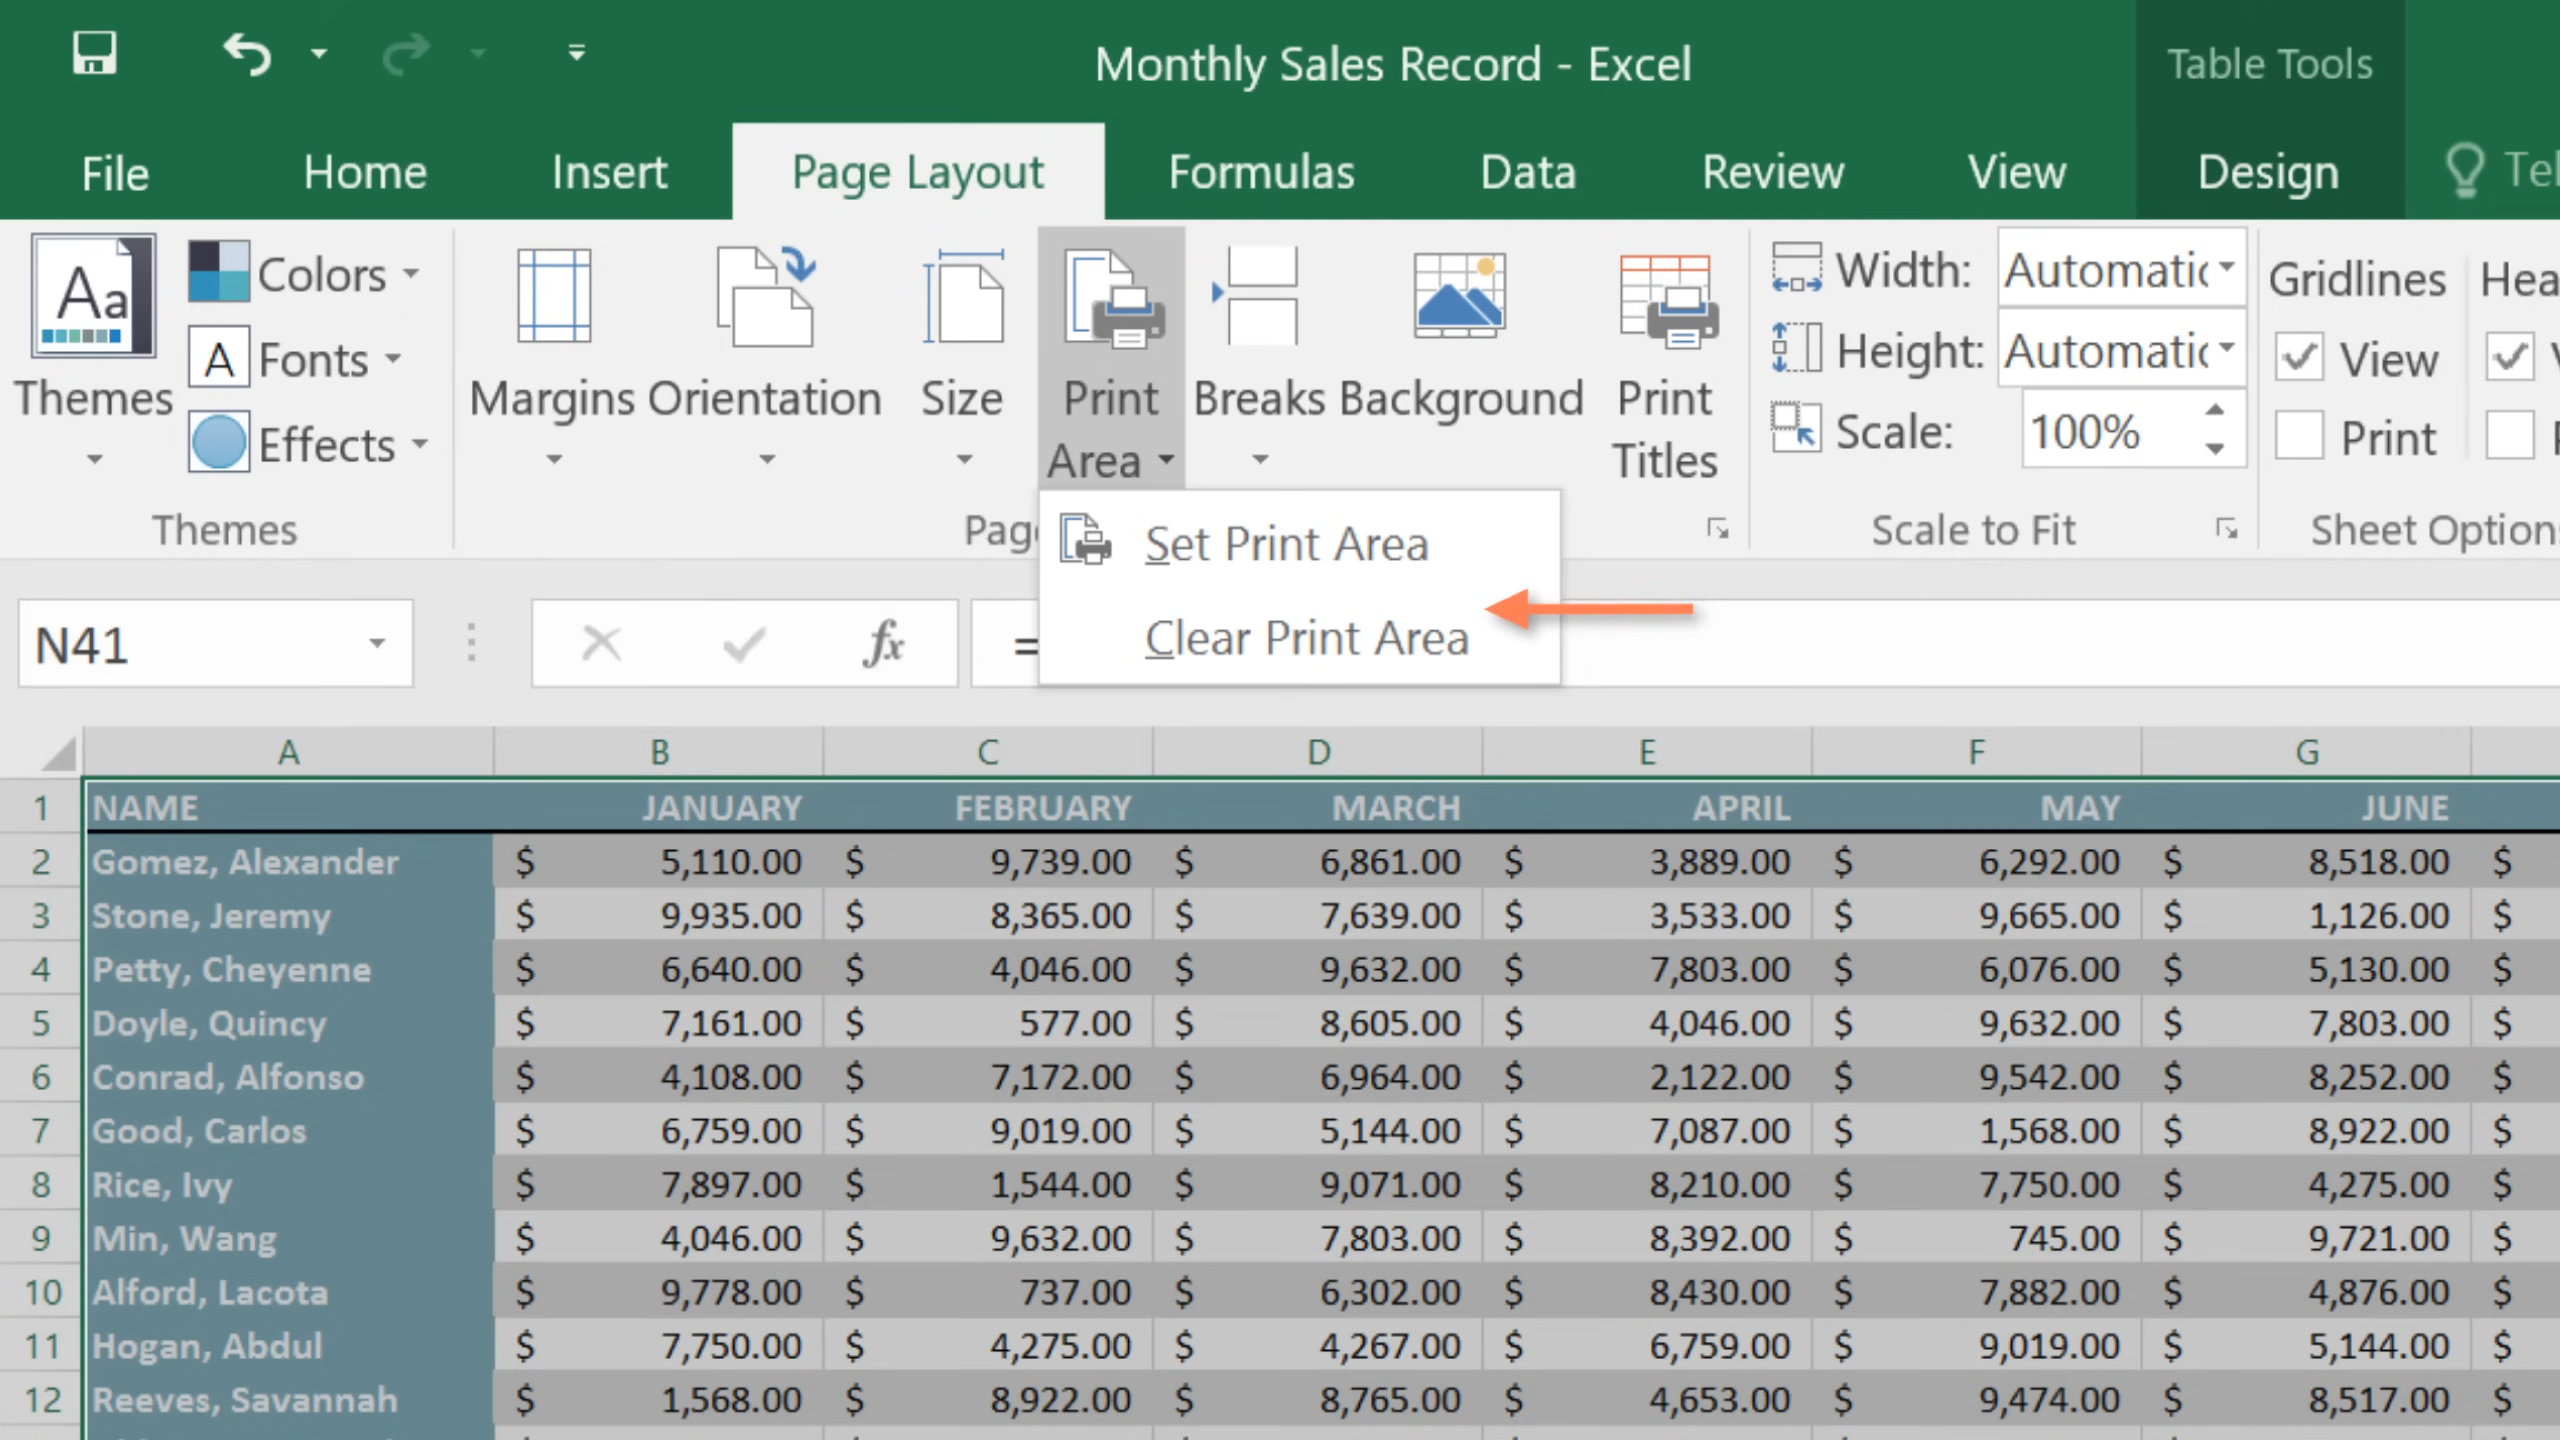 Monthly Sales Record - Excel
Table Tools
File Home Insert Page Layout Formulas Data Review View Design Tel
Aa Themes
Colors
A Fonts
Effects
Themes
Margins Orientation Size Print Area Breaks Background Print Titles
Width: Automatic
Height: Automatic
Scale: 100%
Scale to Fit
Gridlines
View
Print
Sheet Option
Set Print Area
Clear Print Area
N41 fx =
A B C D E F G
1 NAME JANUARY FEBRUARY MARCH APRIL MAY JUNE
2 Gomez, Alexander $ 5,110.00 $ 9,739.00 $ 6,861.00 $ 3,889.00 $ 6,292.00 $ 8,518.00 $
3 Stone, Jeremy $ 9,935.00 $ 8,365.00 $ 7,639.00 $ 3,533.00 $ 9,665.00 $ 1,126.00 $
4 Petty, Cheyenne $ 6,640.00 $ 4,046.00 $ 9,632.00 $ 7,803.00 $ 6,076.00 $ 5,130.00 $
5 Doyle, Quincy $ 7,161.00 $ 577.00 $ 8,605.00 $ 4,046.00 $ 9,632.00 $ 7,803.00 $
6 Conrad, Alfonso $ 4,108.00 $ 7,172.00 $ 6,964.00 $ 2,122.00 $ 9,542.00 $ 8,252.00 $
7 Good, Carlos $ 6,759.00 $ 9,019.00 $ 5,144.00 $ 7,087.00 $ 1,568.00 $ 8,922.00 $
8 Rice, Ivy $ 7,897.00 $ 1,544.00 $ 9,071.00 $ 8,210.00 $ 7,750.00 $ 4,275.00 $
9 Min, Wang $ 4,046.00 $ 9,632.00 $ 7,803.00 $ 8,392.00 $ 745.00 $ 9,721.00 $
10 Alford, Lacota $ 9,778.00 $ 737.00 $ 6,302.00 $ 8,430.00 $ 7,882.00 $ 4,876.00 $
11 Hogan, Abdul $ 7,750.00 $ 4,275.00 $ 4,267.00 $ 6,759.00 $ 9,019.00 $ 5,144.00 $
12 Reeves, Savannah $ 1,568.00 $ 8,922.00 $ 8,765.00 $ 4,653.00 $ 9,474.00 $ 8,517.00 $